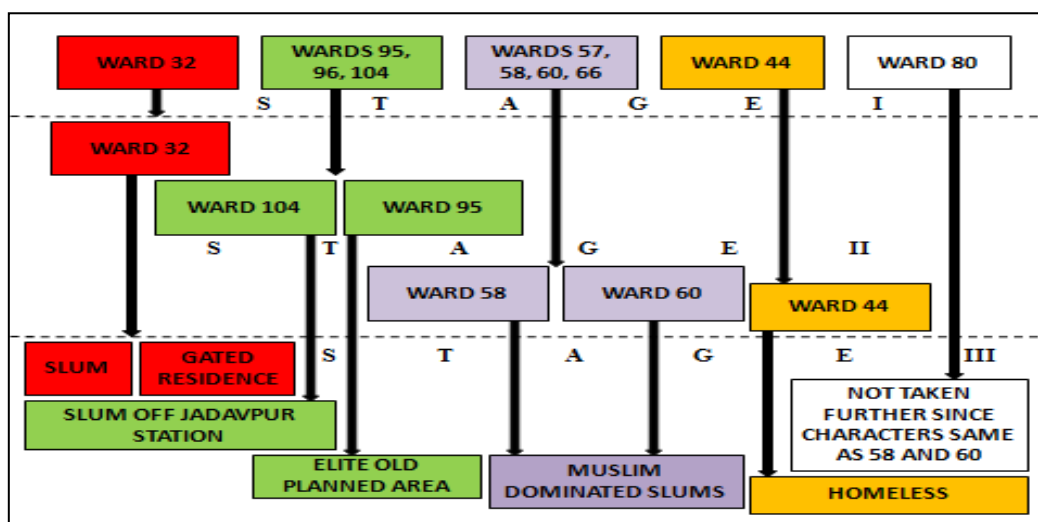 WARD 32
WARDS 95,
96, 104
WARDS 57,
58, 60, 66
WARD 44
WARD 80
S T A G E I
WARD 32
WARD 104
WARD 95
S T A G E II
WARD 58
WARD 60
WARD 44
S T A G E III
SLUM
GATED
RESIDENCE
SLUM OFF JADAVPUR
STATION
ELITE OLD
PLANNED AREA
MUSLIM
DOMINATED SLUMS
NOT TAKEN
FURTHER SINCE
CHARACTERS SAME
AS 58 AND 60
HOMELESS